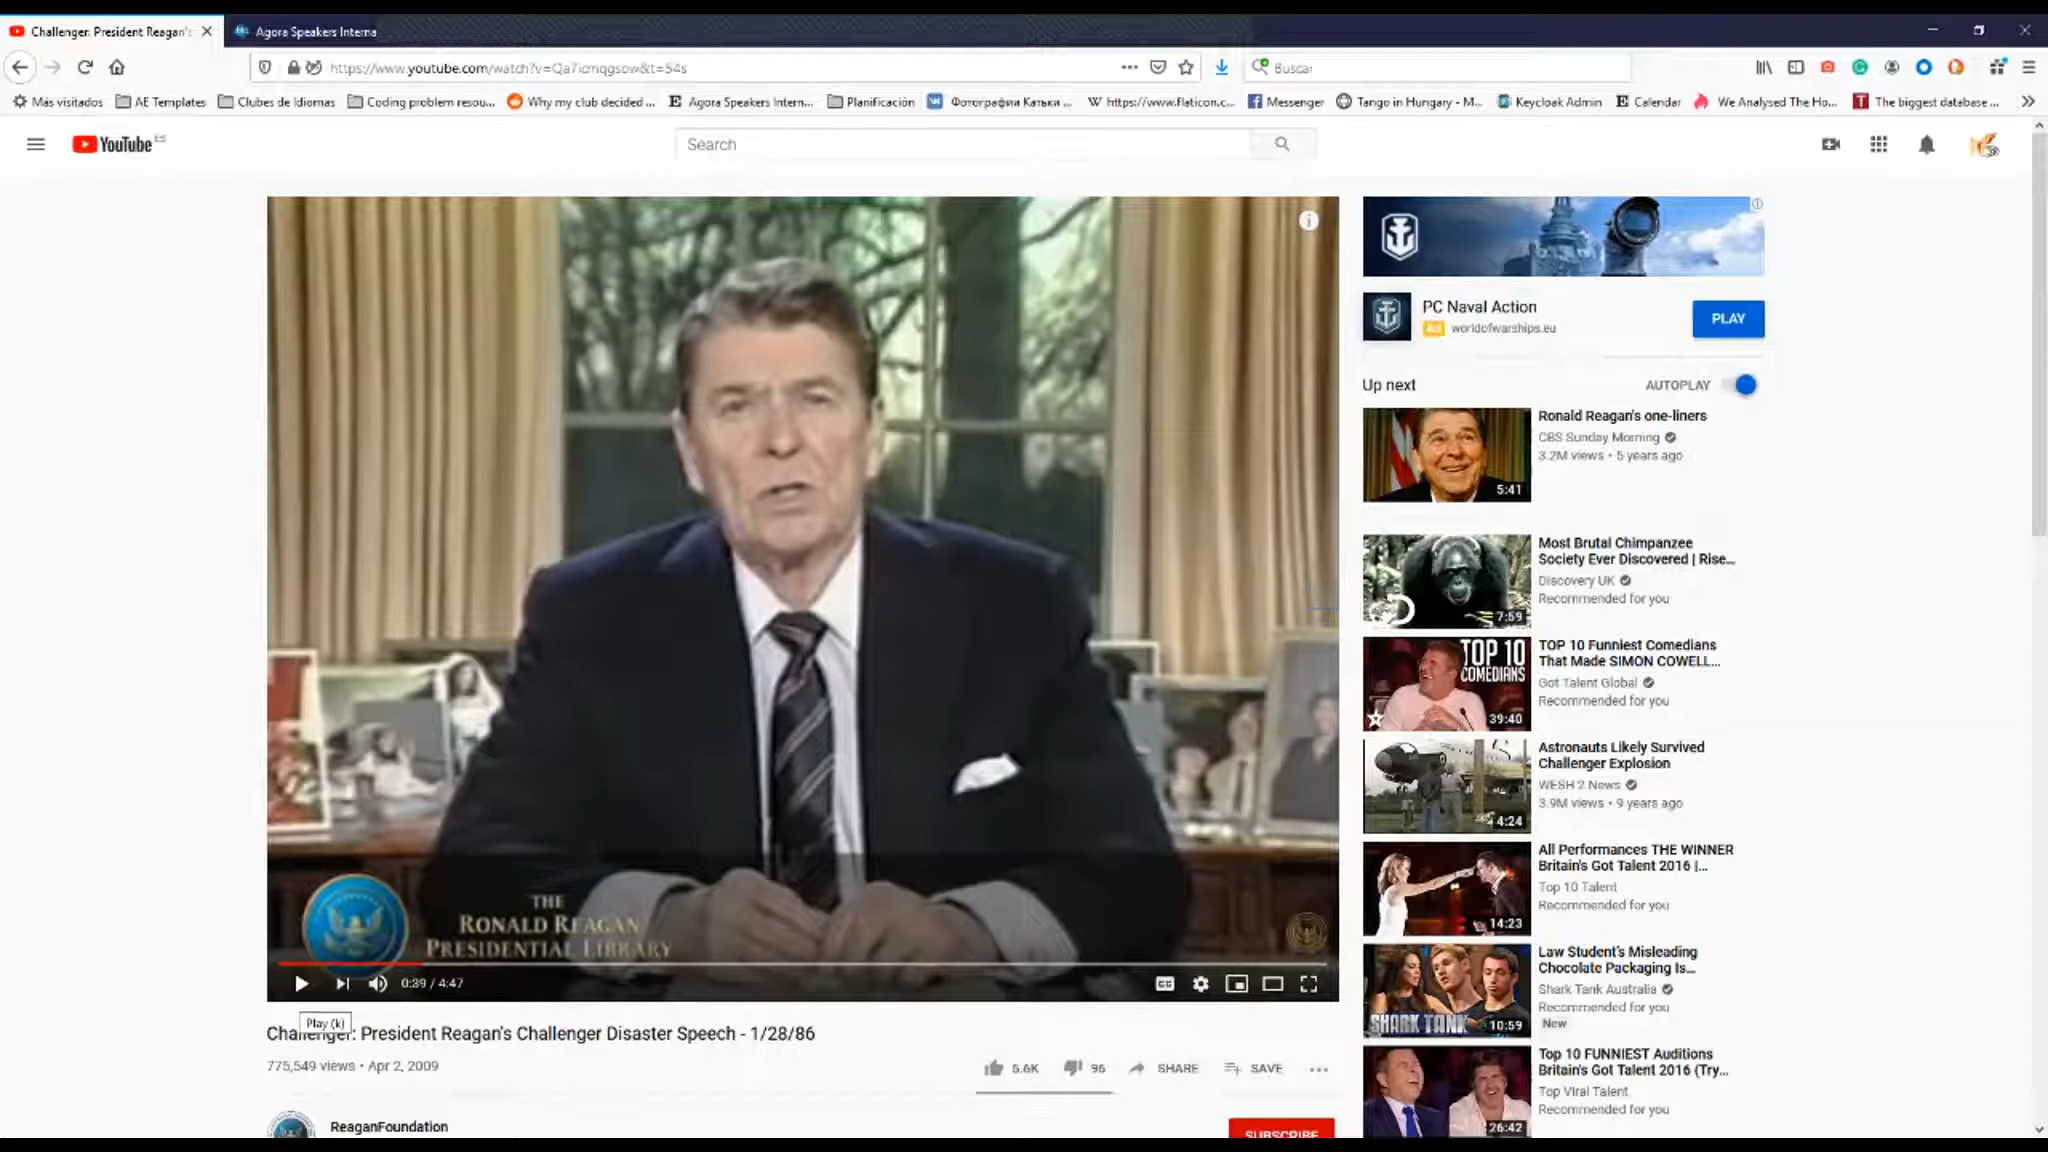 Challenger: President Reagan's
Agora Speakers Interna
https://www.youtube.com/watch?v=Qa7icmqgsow&t=54s
Buscar
Más visitados
AE Templates
Clubes de Idiomas
Coding problem resou...
Why my club decided ...
Agora Speakers Intern...
Planificación
Фотографии Катьки ...
https://www.flaticon.c...
Messenger
Tango in Hungary - M...
Keycloak Admin
Calendar
We Analysed The Ho...
The biggest database ...
YouTube ES
Search
THE
RONALD REAGAN
PRESIDENTIAL LIBRARY
0:39 / 4:47
Play (k)
Challenger: President Reagan's Challenger Disaster Speech - 1/28/86
775,549 views • Apr 2, 2009
6.6K
96
SHARE
SAVE
ReaganFoundation
SUBSCRIBE
PC Naval Action
Ad worldofwarships.eu
PLAY
Up next
AUTOPLAY
Ronald Reagan's one-liners
CBS Sunday Morning
3.2M views • 5 years ago
5:41
Most Brutal Chimpanzee
Society Ever Discovered | Rise...
Discovery UK
Recommended for you
7:59
TOP 10
COMEDIANS
39:40
TOP 10 Funniest Comedians
That Made SIMON COWELL...
Got Talent Global
Recommended for you
Astronauts Likely Survived
Challenger Explosion
WESH 2 News
3.9M views • 9 years ago
4:24
All Performances THE WINNER
Britain's Got Talent 2016 |...
Top 10 Talent
Recommended for you
14:23
Law Student's Misleading
Chocolate Packaging Is...
Shark Tank Australia
Recommended for you
New
SHARK TANK
10:59
Top 10 FUNNIEST Auditions
Britain's Got Talent 2016 (Try...
Top Viral Talent
Recommended for you
26:42